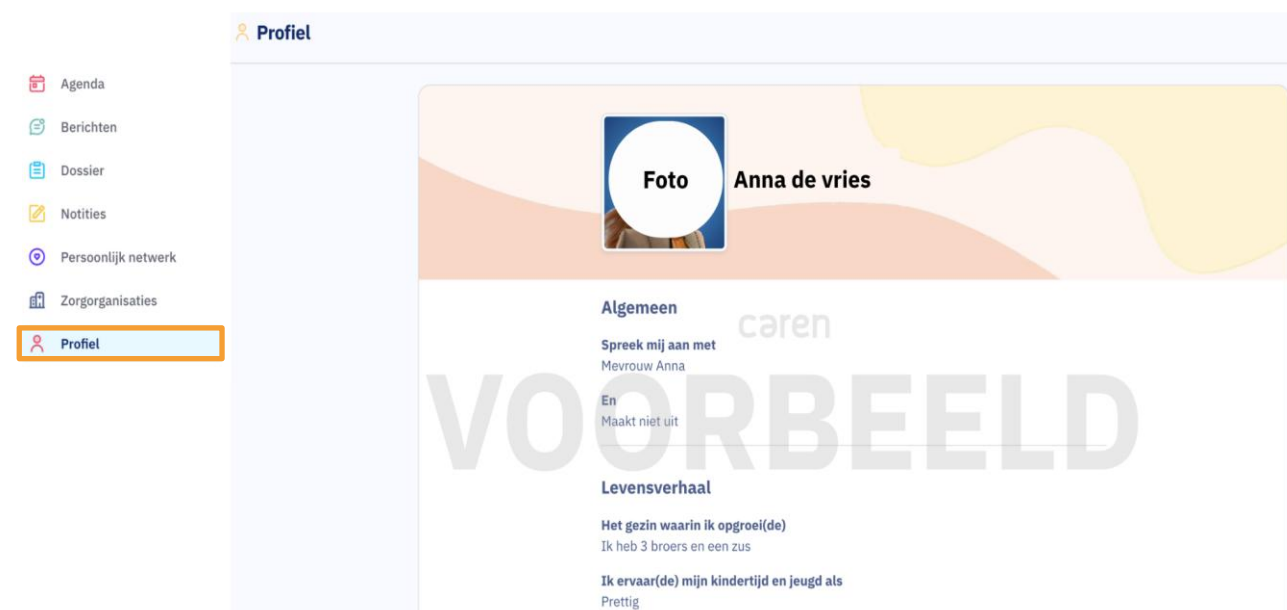 Profiel
Agenda
Berichten
Dossier
Notities
Persoonlijk netwerk
Zorgorganisaties
Profiel
Foto
Anna de vries
Algemeen
caren
Spreek mij aan met
Mevrouw Anna
VOORBEELD
En
Maakt niet uit
Levensverhaal
Het gezin waarin ik opgroei(de)
Ik heb 3 broers en een zus
Ik ervaar(de) mijn kindertijd en jeugd als
Prettig